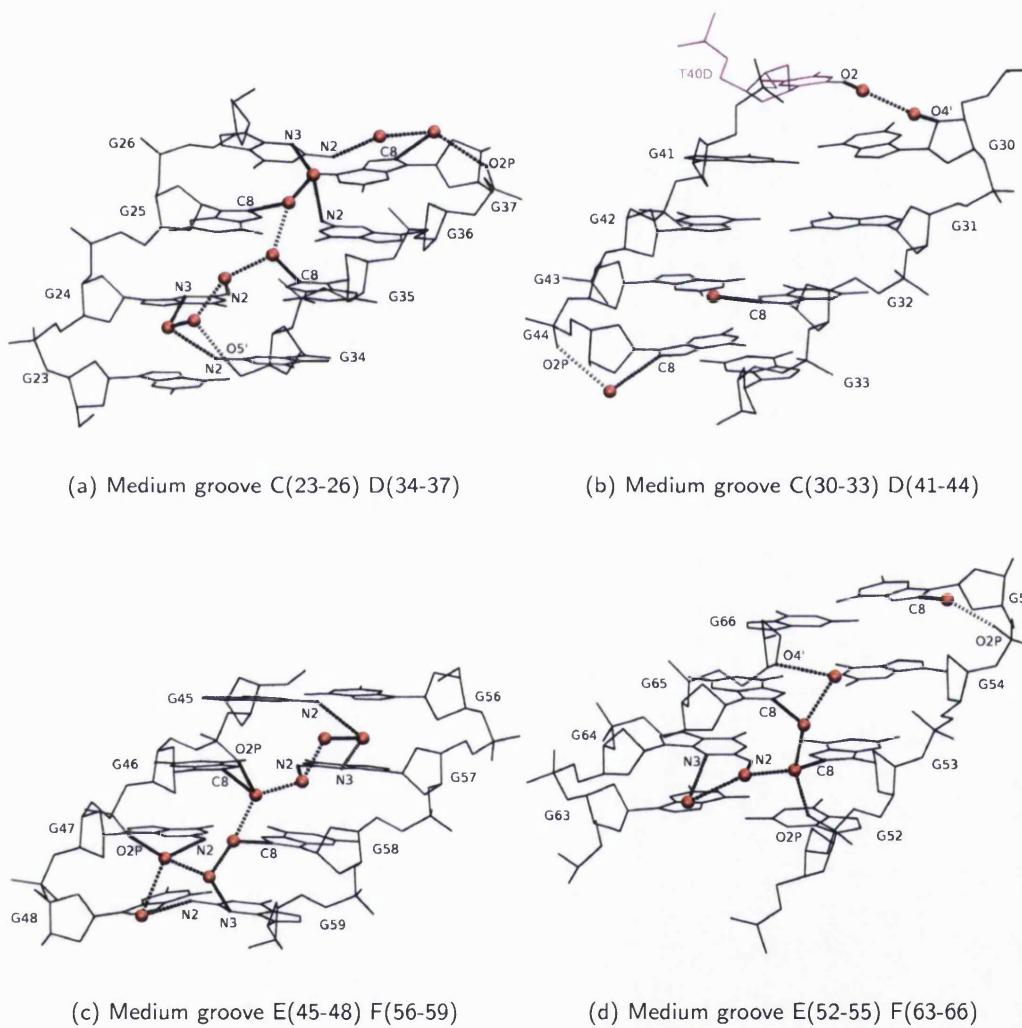 G26
N3
N2
C8
O2P
G37
G25
C8
N2
G36
G24
N3
N2
C8
G35
G23
N2
O5'
G34
(a) Medium groove C(23-26) D(34-37)
T40D
O2
O4'
G30
G41
G42
G31
G43
C8
G32
G44
O2P
C8
G33
(b) Medium groove C(30-33) D(41-44)
G45
N2
G56
G46
O2P
C8
N2
N3
G57
G47
O2P
N2
C8
G58
G48
N2
N3
G59
(c) Medium groove E(45-48) F(56-59)
C8
O2P
G66
O4'
G65
C8
G54
G64
N3
N2
C8
G53
G63
O2P
G52
(d) Medium groove E(52-55) F(63-66)